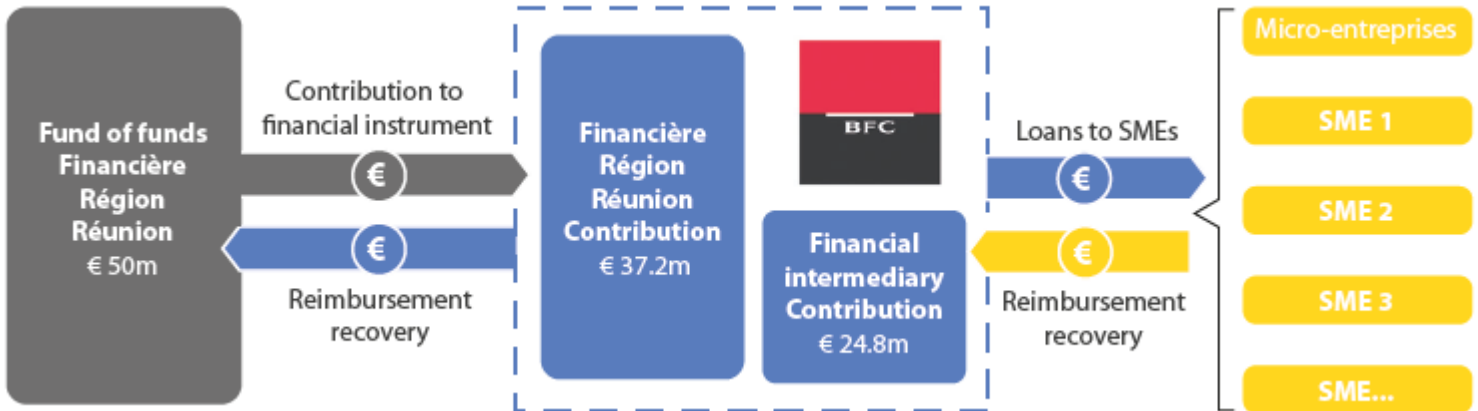 Fund of funds
Financière
Région
Réunion
€ 50m
Contribution to
financial instrument
€
€
Reimbursement
recovery
Financière
Région
Réunion
Contribution
€ 37.2m
BFC
Financial
intermediary
Contribution
€ 24.8m
Loans to SMEs
€
€
Reimbursement
recovery
Micro-entreprises
SME 1
SME 2
SME 3
SME...